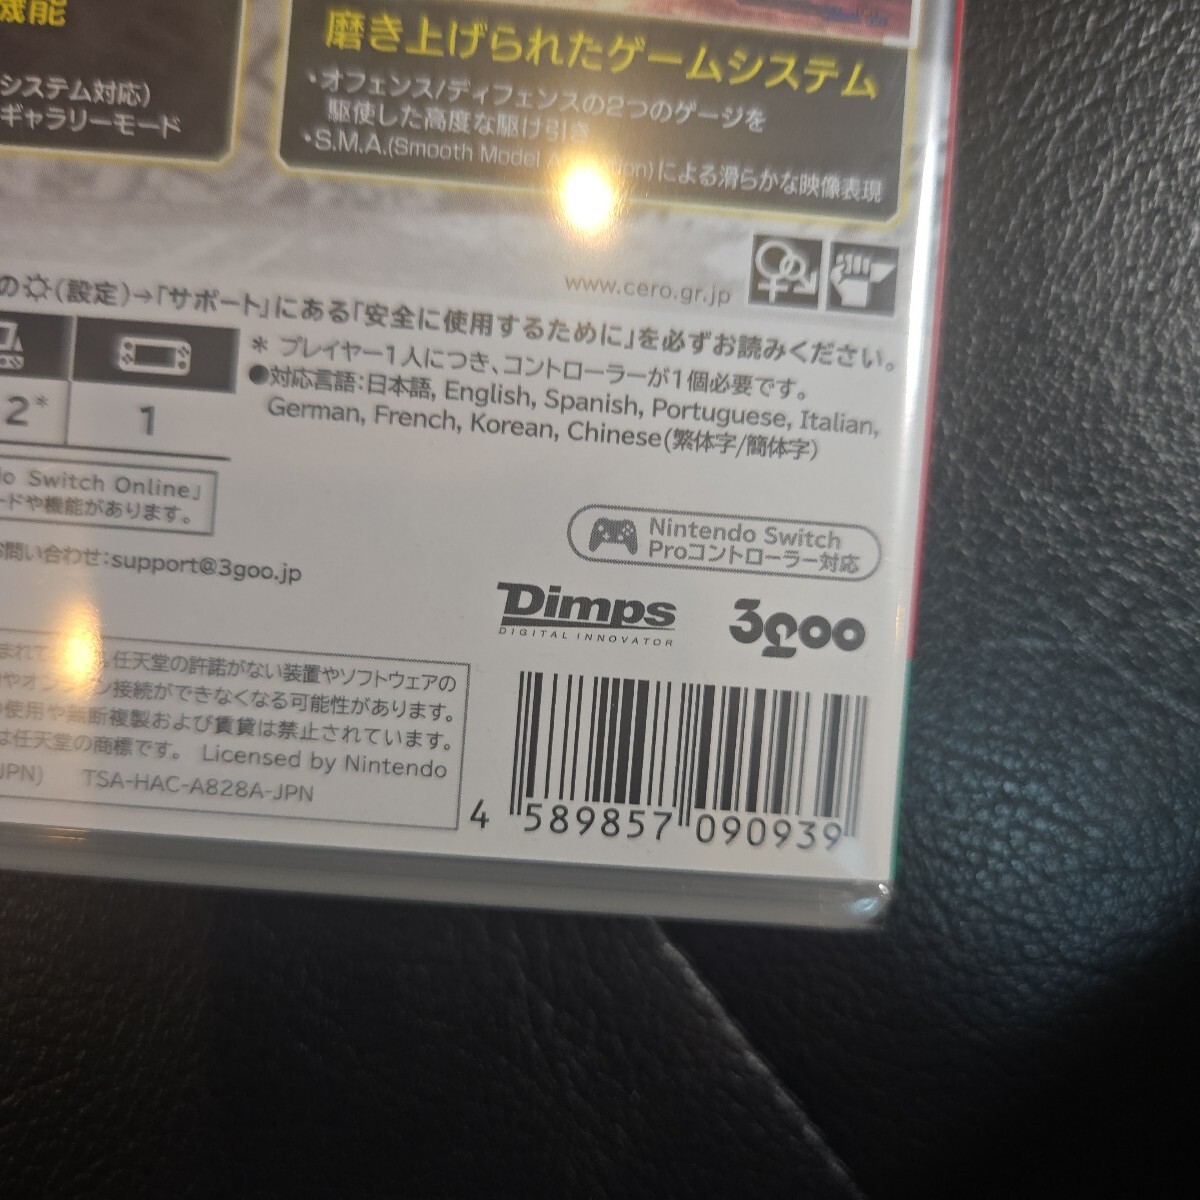 機能
システム対応)
ギャラリーモード
磨き上げられたゲームシステム
・オフェンス/ディフェンスの2つのゲージを
駆使した高度な駆け引き
・S.M.A.(Smooth Model による滑らかな映像表現
www.cero.gr.jp
の(設定)→「サポート」にある「安全に使用するために」を必ずお読みください。
* プレイヤー1人につき、コントローラーが1個必要です。
●対応言語:日本語, English, Spanish, Portuguese, Italian,
German, French, Korean, Chinese(繁体字/簡体字)
2*
1
Switch Online」
ードや機能があります。
お問い合わせ:support@3goo.jp
Nintendo Switch
Proコントローラー対応
Dimps
DIGITAL INNOVATOR
3goo
任天堂の許諾がない装置やソフトウェアの
接続ができなくなる可能性があります。
使用や無断複製および賃貸は禁止されています。
は任天堂の商標です。 Licensed by Nintendo
JPN) TSA-HAC-A828A-JPN
4 589857 090939